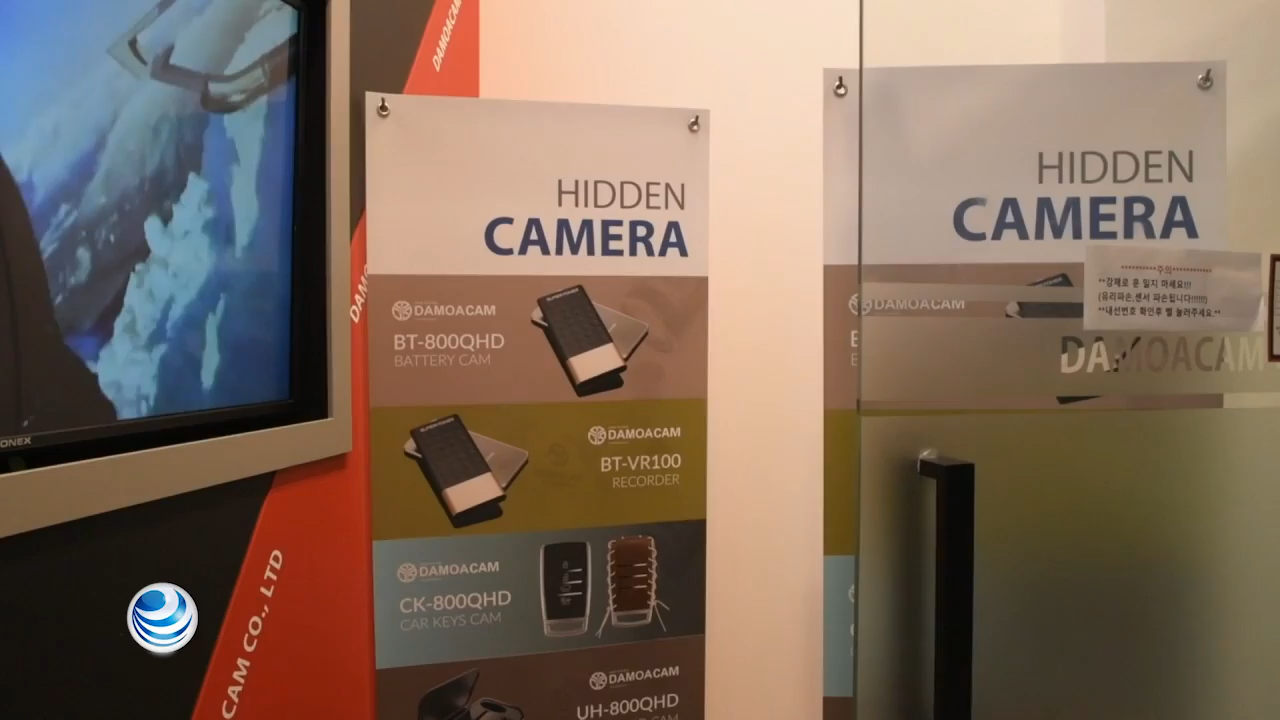 DAMOACAM
DAMO
CAM CO., LTD
ONEX
HIDDEN
CAMERA
DAMOACAM
BT-800QHD
BATTERY CAM
DAMOACAM
BT-VR100
RECORDER
DAMOACAM
CK-800QHD
CAR KEYS CAM
DAMOACAM
UH-800QHD
HIDDEN
CAMERA
DAMOACAM
**********주의***********
**강제로 문 밀지 마세요!!!
(유리파손,센서 파손됩니다!!!!!!)
**내선번호 확인후 벨 눌러주세요.**
DAMOACAM